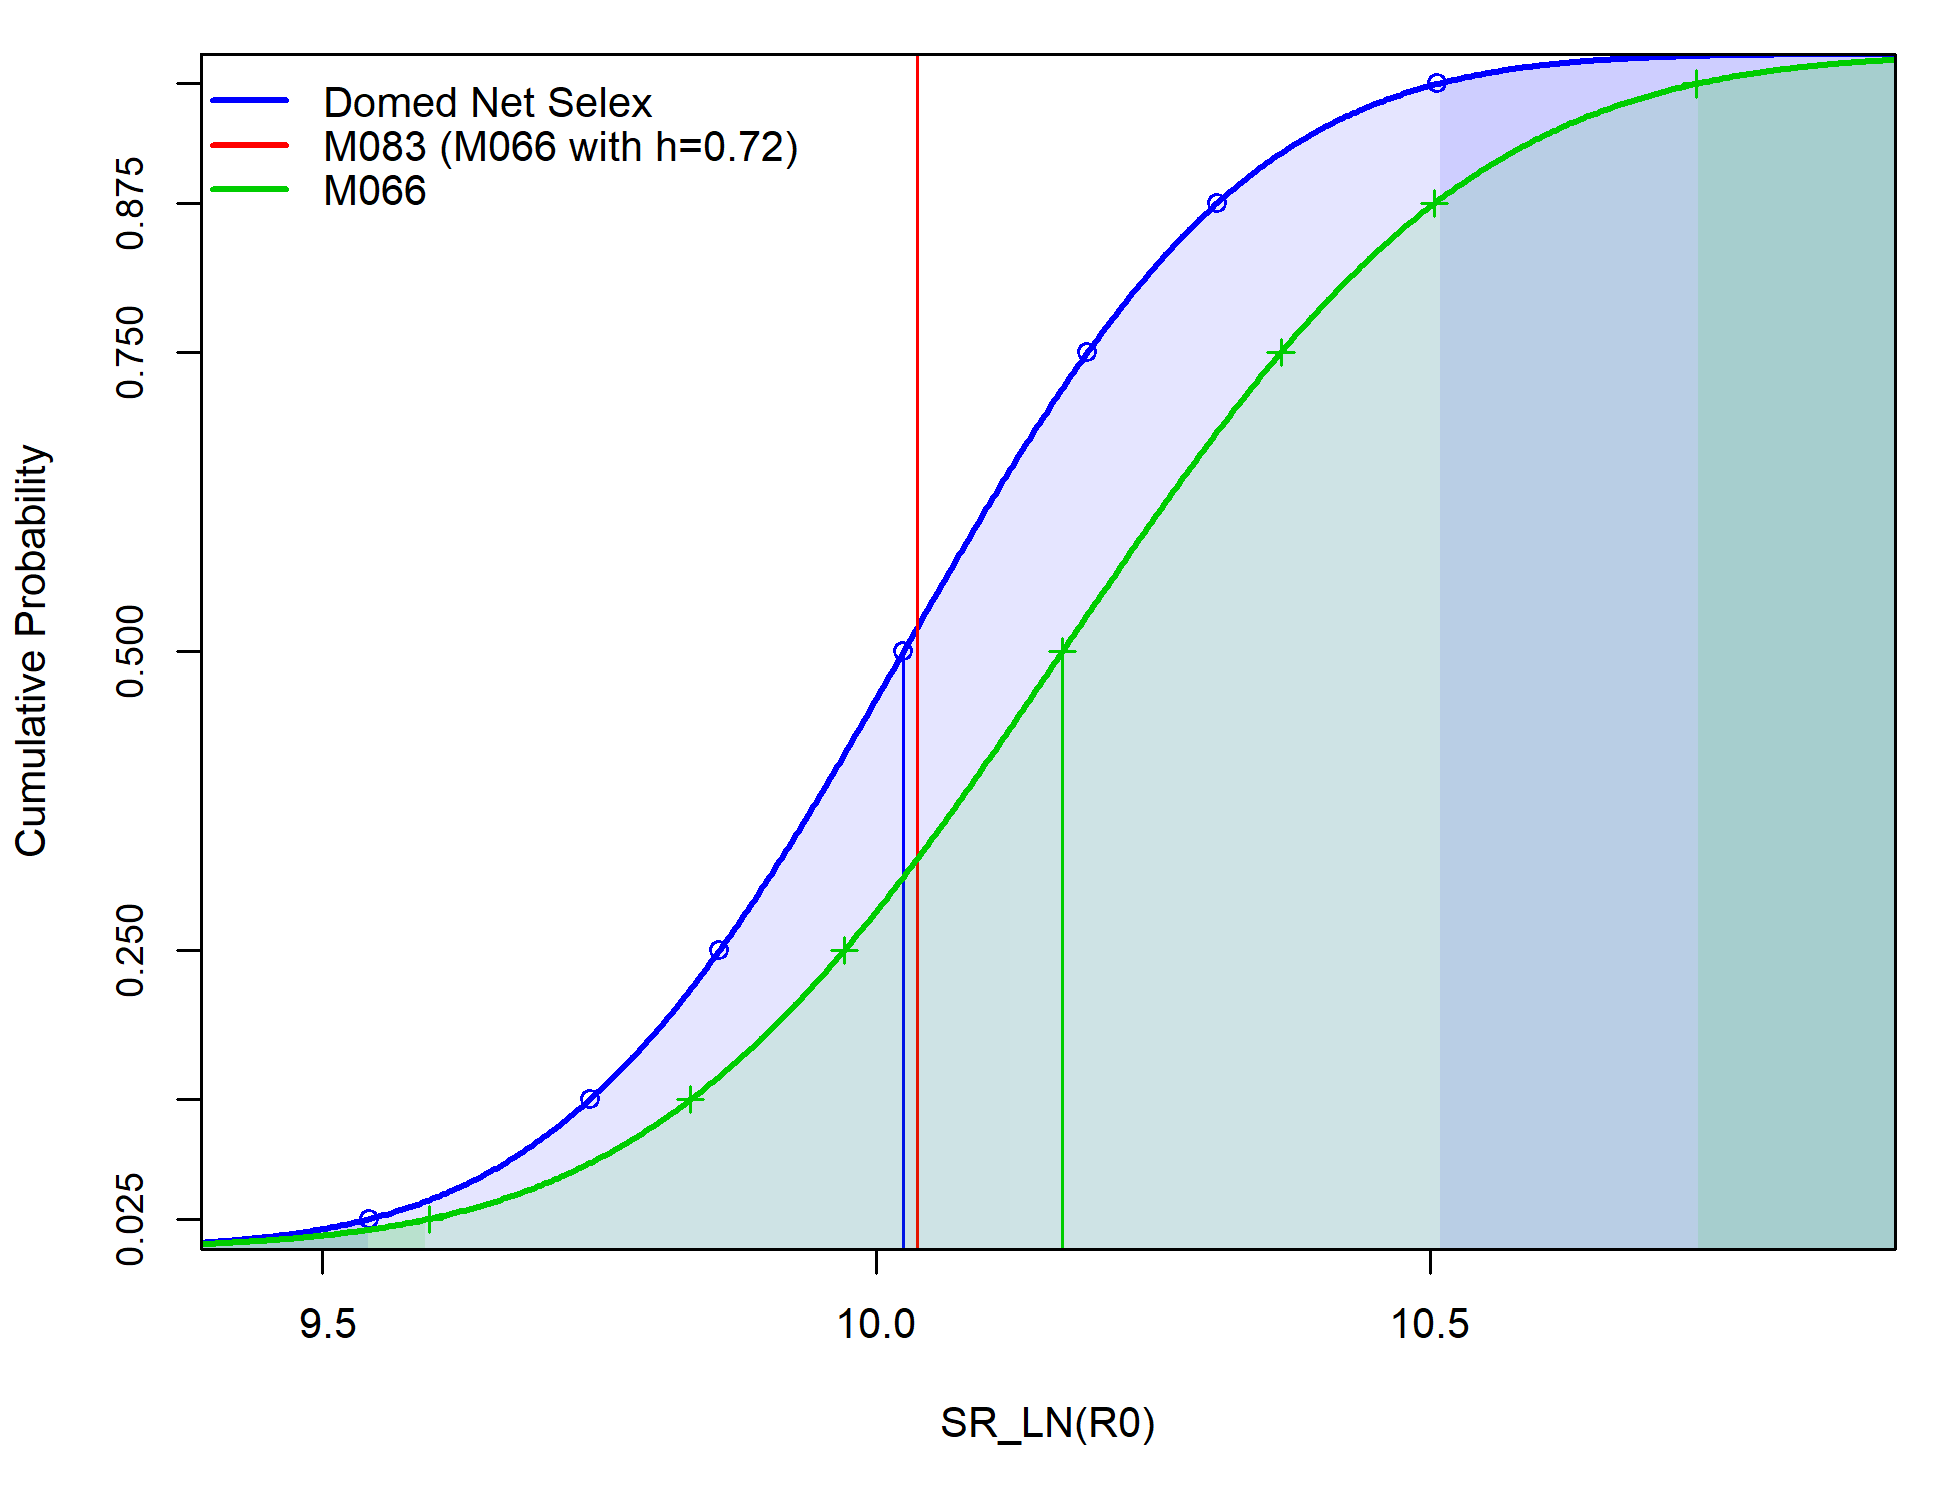 Domed Net Selex
M083 (M066 with h=0.72)
M066
Cumulative Probability
0.875
0.750
0.500
0.250
0.025
9.5
10.0
10.5
SR_LN(R0)